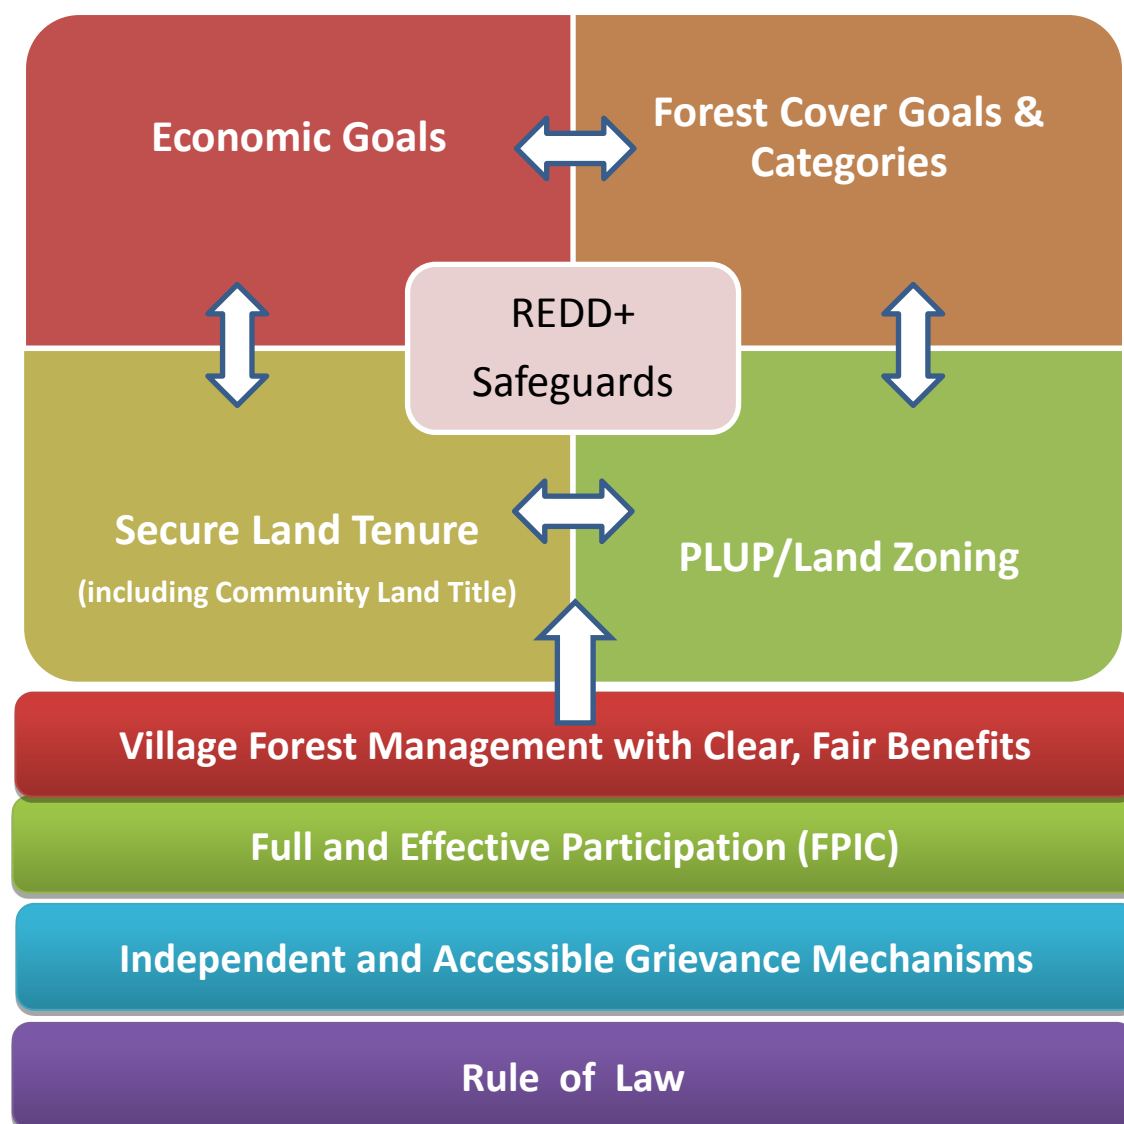 Economic Goals
Forest Cover Goals &
Categories
REDD+
Safeguards
Secure Land Tenure
(including Community Land Title)
PLUP/Land Zoning
Village Forest Management with Clear, Fair Benefits
Full and Effective Participation (FPIC)
Independent and Accessible Grievance Mechanisms
Rule of Law